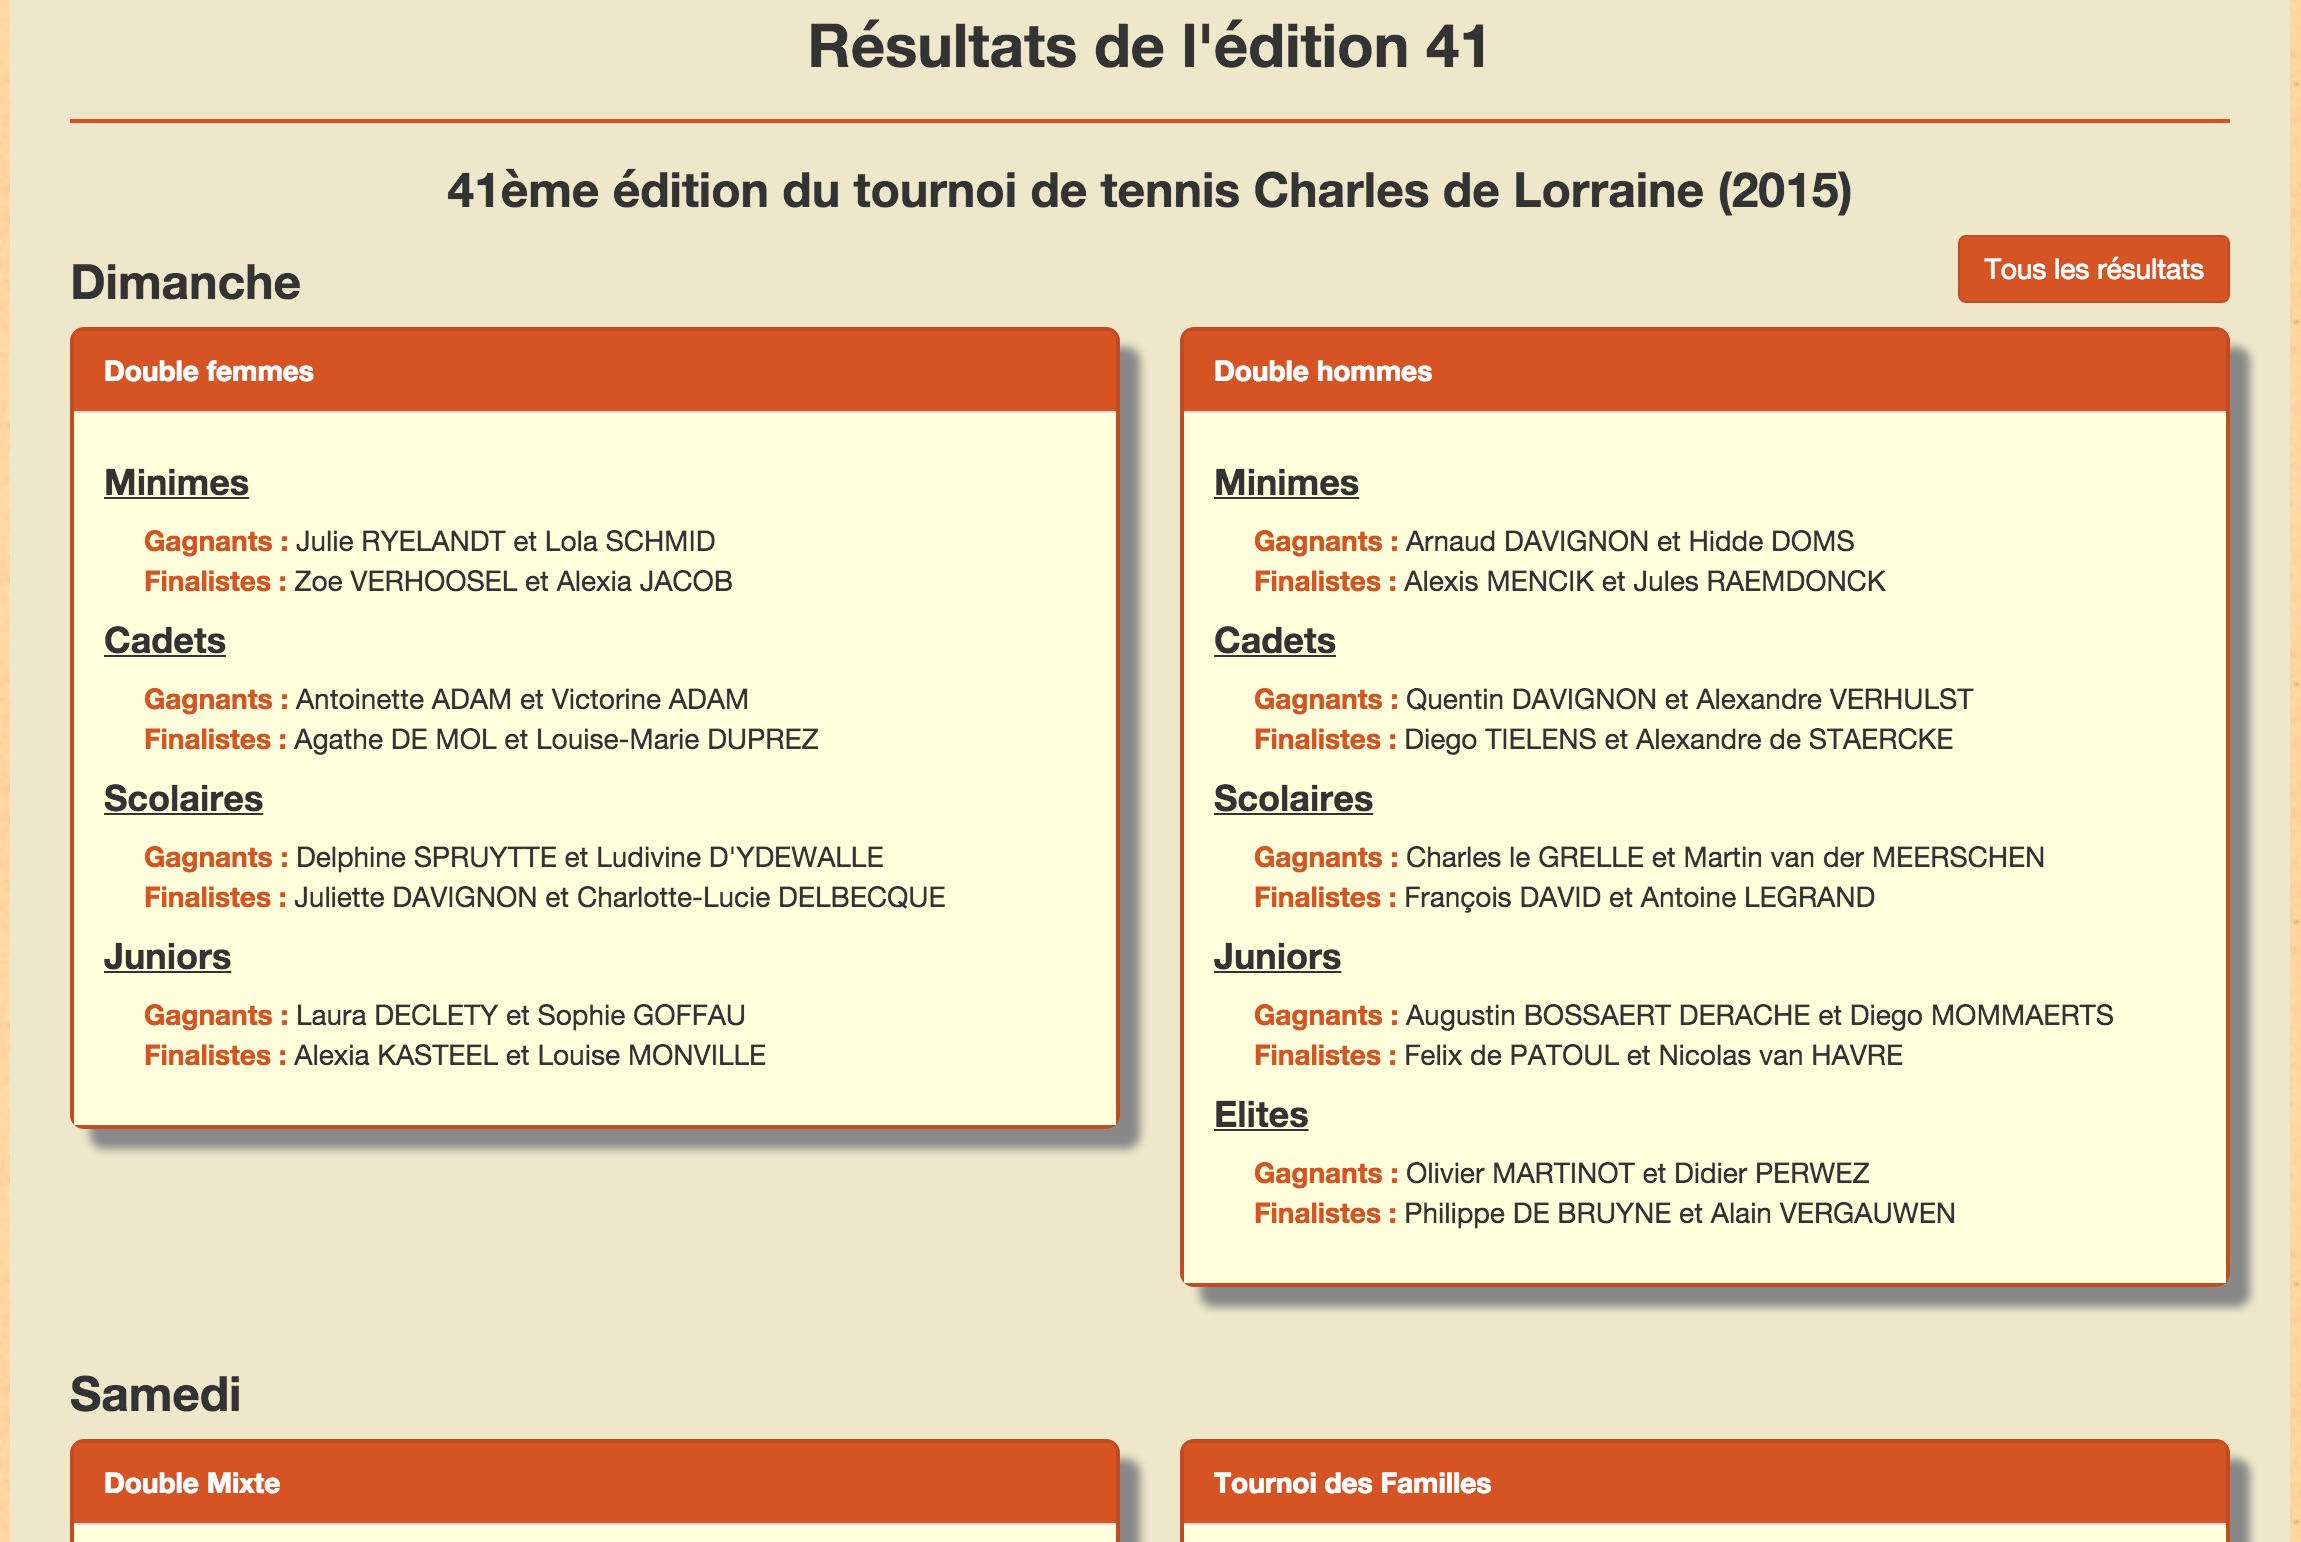 Résultats de l'édition 41
41ème édition du tournoi de tennis Charles de Lorraine (2015)
Tous les résultats
Dimanche
Double femmes
Minimes
Gagnants : Julie RYELANDT et Lola SCHMID
Finalistes : Zoe VERHOOSEL et Alexia JACOB
Cadets
Gagnants : Antoinette ADAM et Victorine ADAM
Finalistes : Agathe DE MOL et Louise-Marie DUPREZ
Scolaires
Gagnants : Delphine SPRUYTTE et Ludivine D'YDEWALLE
Finalistes : Juliette DAVIGNON et Charlotte-Lucie DELBECQUE
Juniors
Gagnants : Laura DECLETY et Sophie GOFFAU
Finalistes : Alexia KASTEEL et Louise MONVILLE
Double hommes
Minimes
Gagnants : Arnaud DAVIGNON et Hidde DOMS
Finalistes : Alexis MENCIK et Jules RAEMDONCK
Cadets
Gagnants : Quentin DAVIGNON et Alexandre VERHULST
Finalistes : Diego TIELENS et Alexandre de STAERCKE
Scolaires
Gagnants : Charles le GRELLE et Martin van der MEERSCHEN
Finalistes : François DAVID et Antoine LEGRAND
Juniors
Gagnants : Augustin BOSSAERT DERACHE et Diego MOMMAERTS
Finalistes : Felix de PATOUL et Nicolas van HAVRE
Elites
Gagnants : Olivier MARTINOT et Didier PERWEZ
Finalistes : Philippe DE BRUYNE et Alain VERGAUWEN
Samedi
Double Mixte
Tournoi des Familles